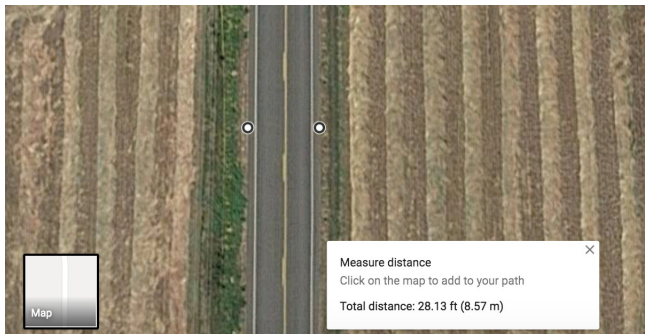 Measure distance
Click on the map to add to your path
Total distance: 28.13 ft (8.57 m)
Map